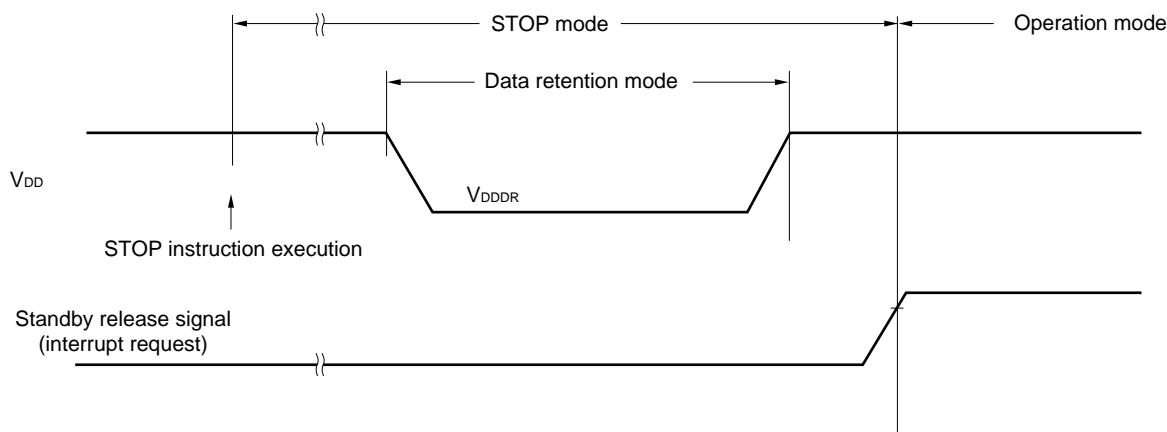 STOP mode
Operation mode
Data retention mode
VDD
VDDDR
STOP instruction execution
Standby release signal
(interrupt request)